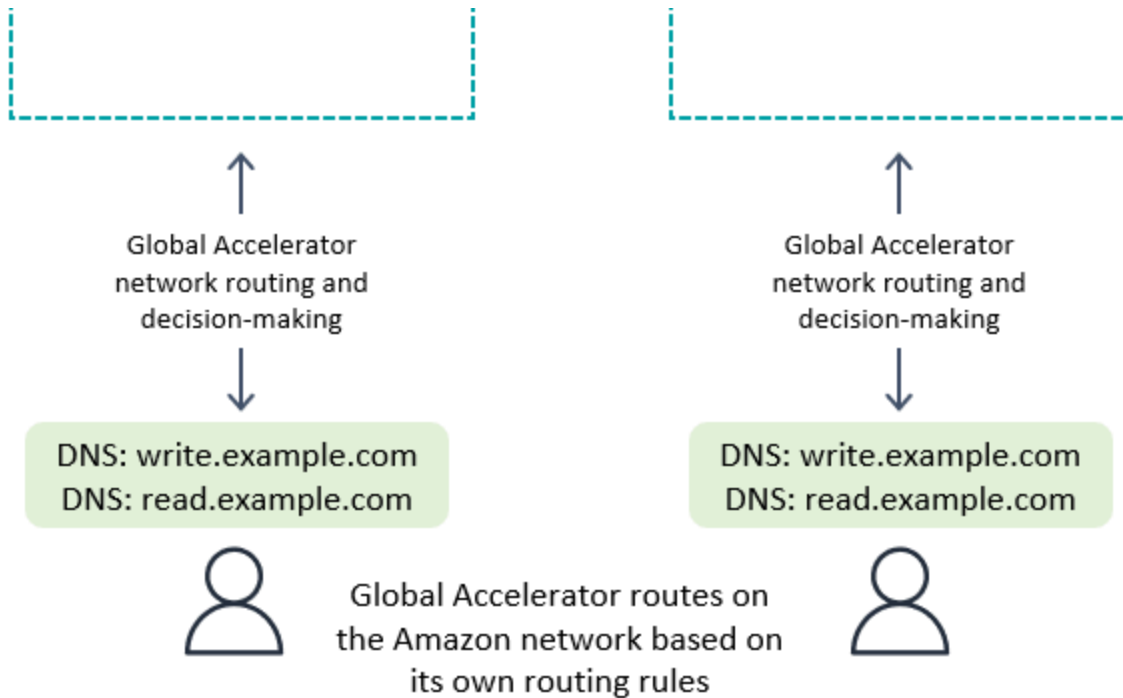 Global Accelerator
network routing and
decision-making
Global Accelerator
network routing and
decision-making
DNS: write.example.com
DNS: read.example.com
DNS: write.example.com
DNS: read.example.com
Global Accelerator routes on
the Amazon network based on
its own routing rules